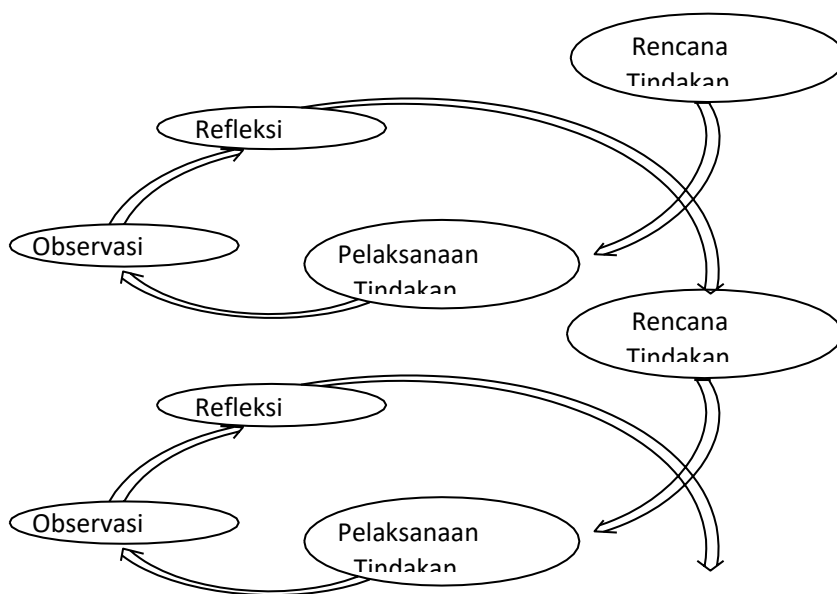 Rencana
Tindakan
Refleksi
Observasi
Pelaksanaan
Tindakan
Rencana
Tindakan
Refleksi
Observasi
Pelaksanaan
Tindakan